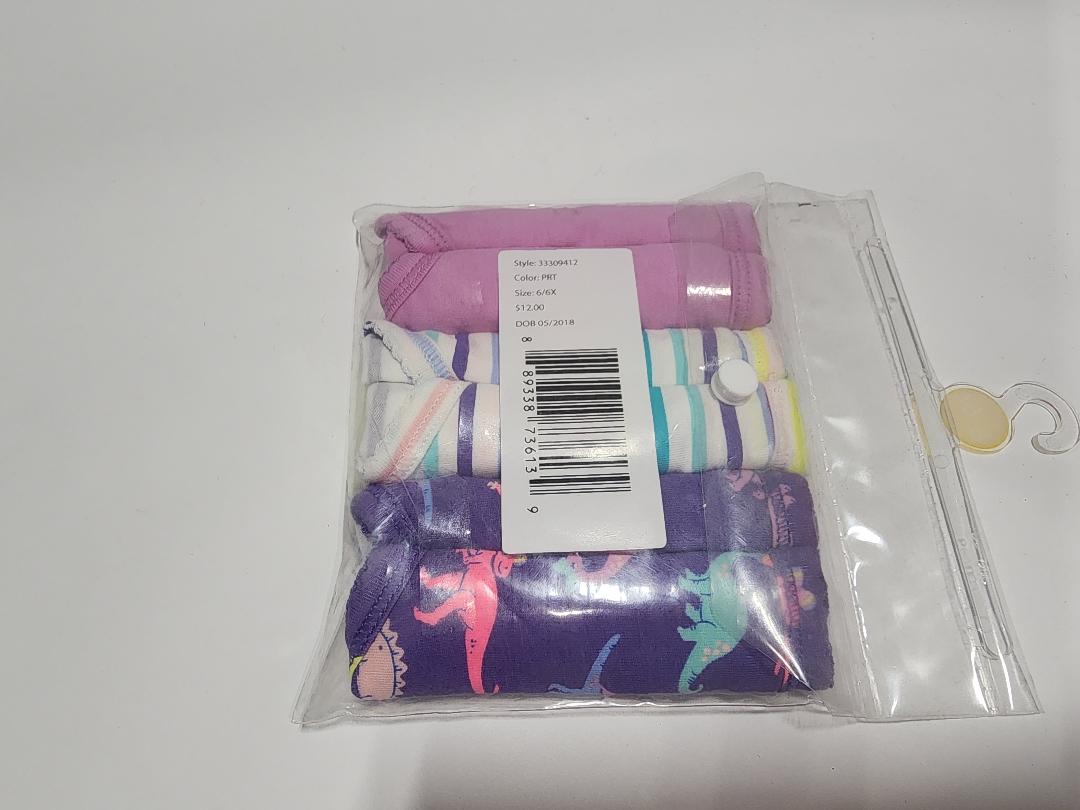 Style: 33309412
Color: PRT
Size: 6/6X
$12.00
DOB 05/2018
8 89338 73613 9